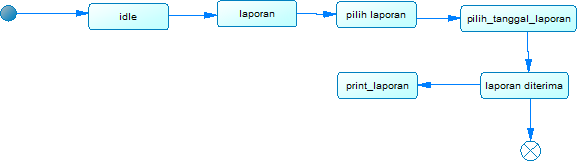 idle
laporan
pilih laporan
pilih_tanggal_laporan
print_laporan
laporan diterima